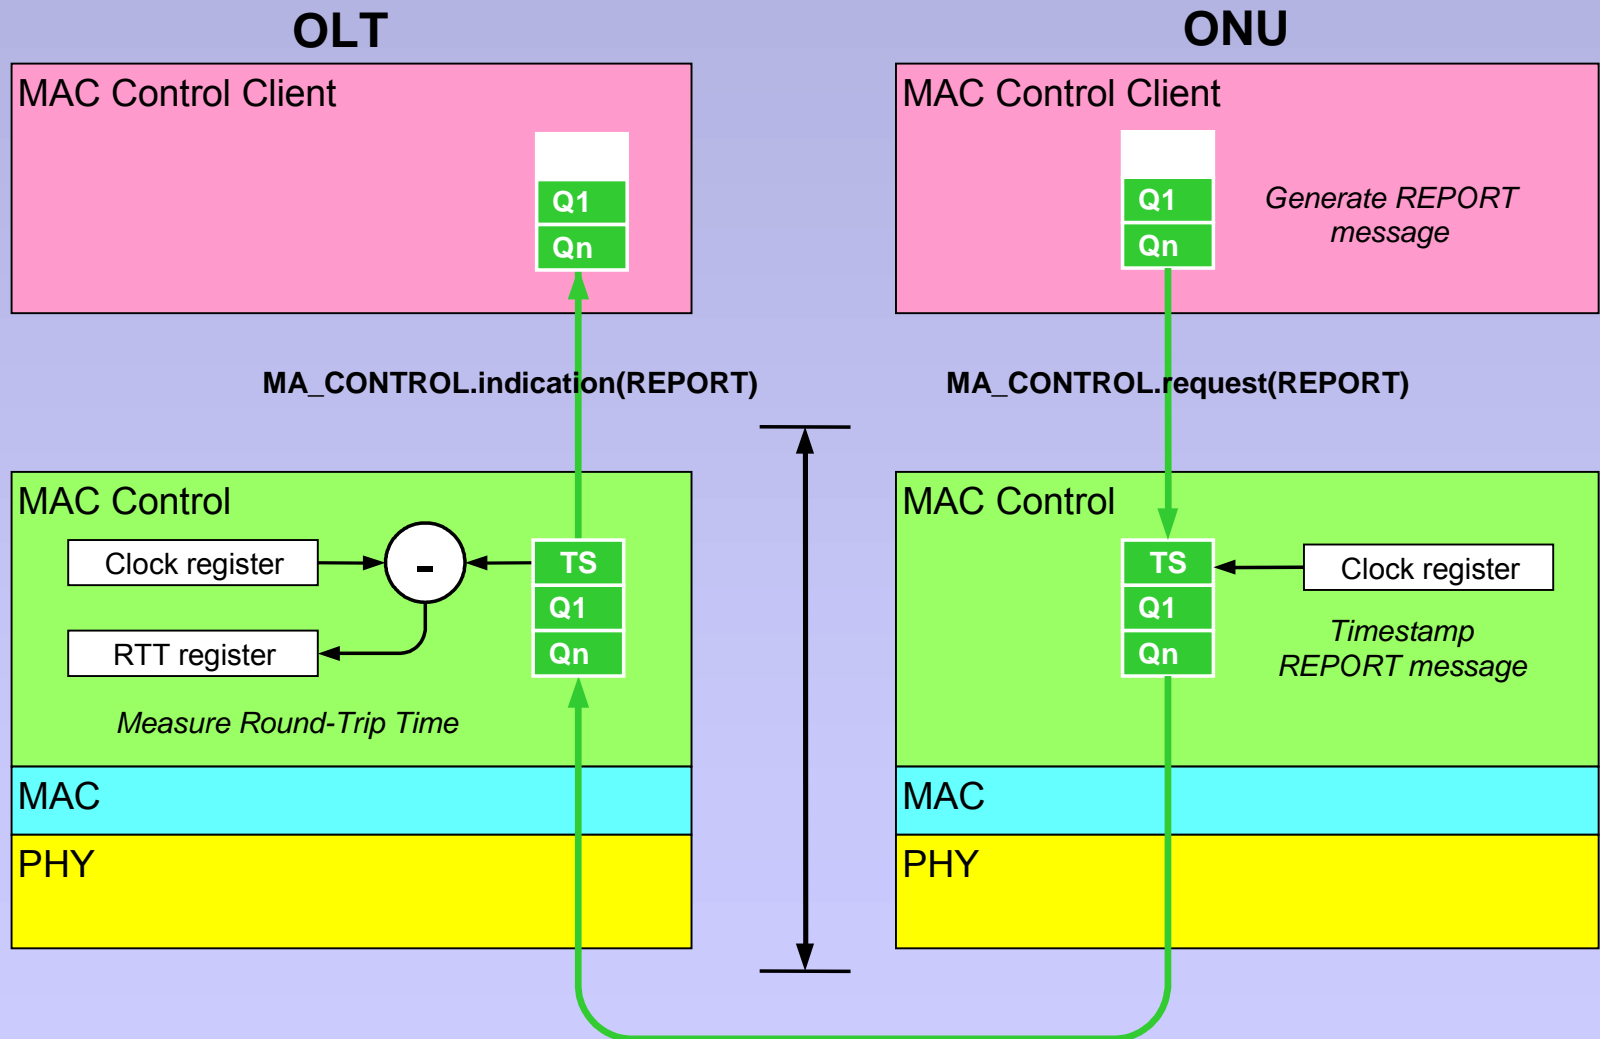 OLT
MAC Control Client
Q1
Qn
MA_CONTROL.indication(REPORT)
MAC Control
Clock register
-
TS
Q1
RTT register
Qn
Measure Round-Trip Time
MAC
PHY
ONU
MAC Control Client
Q1
Generate REPORT
message
Qn
MA_CONTROL.request(REPORT)
MAC Control
TS
Clock register
Q1
Timestamp
Qn
REPORT message
MAC
PHY